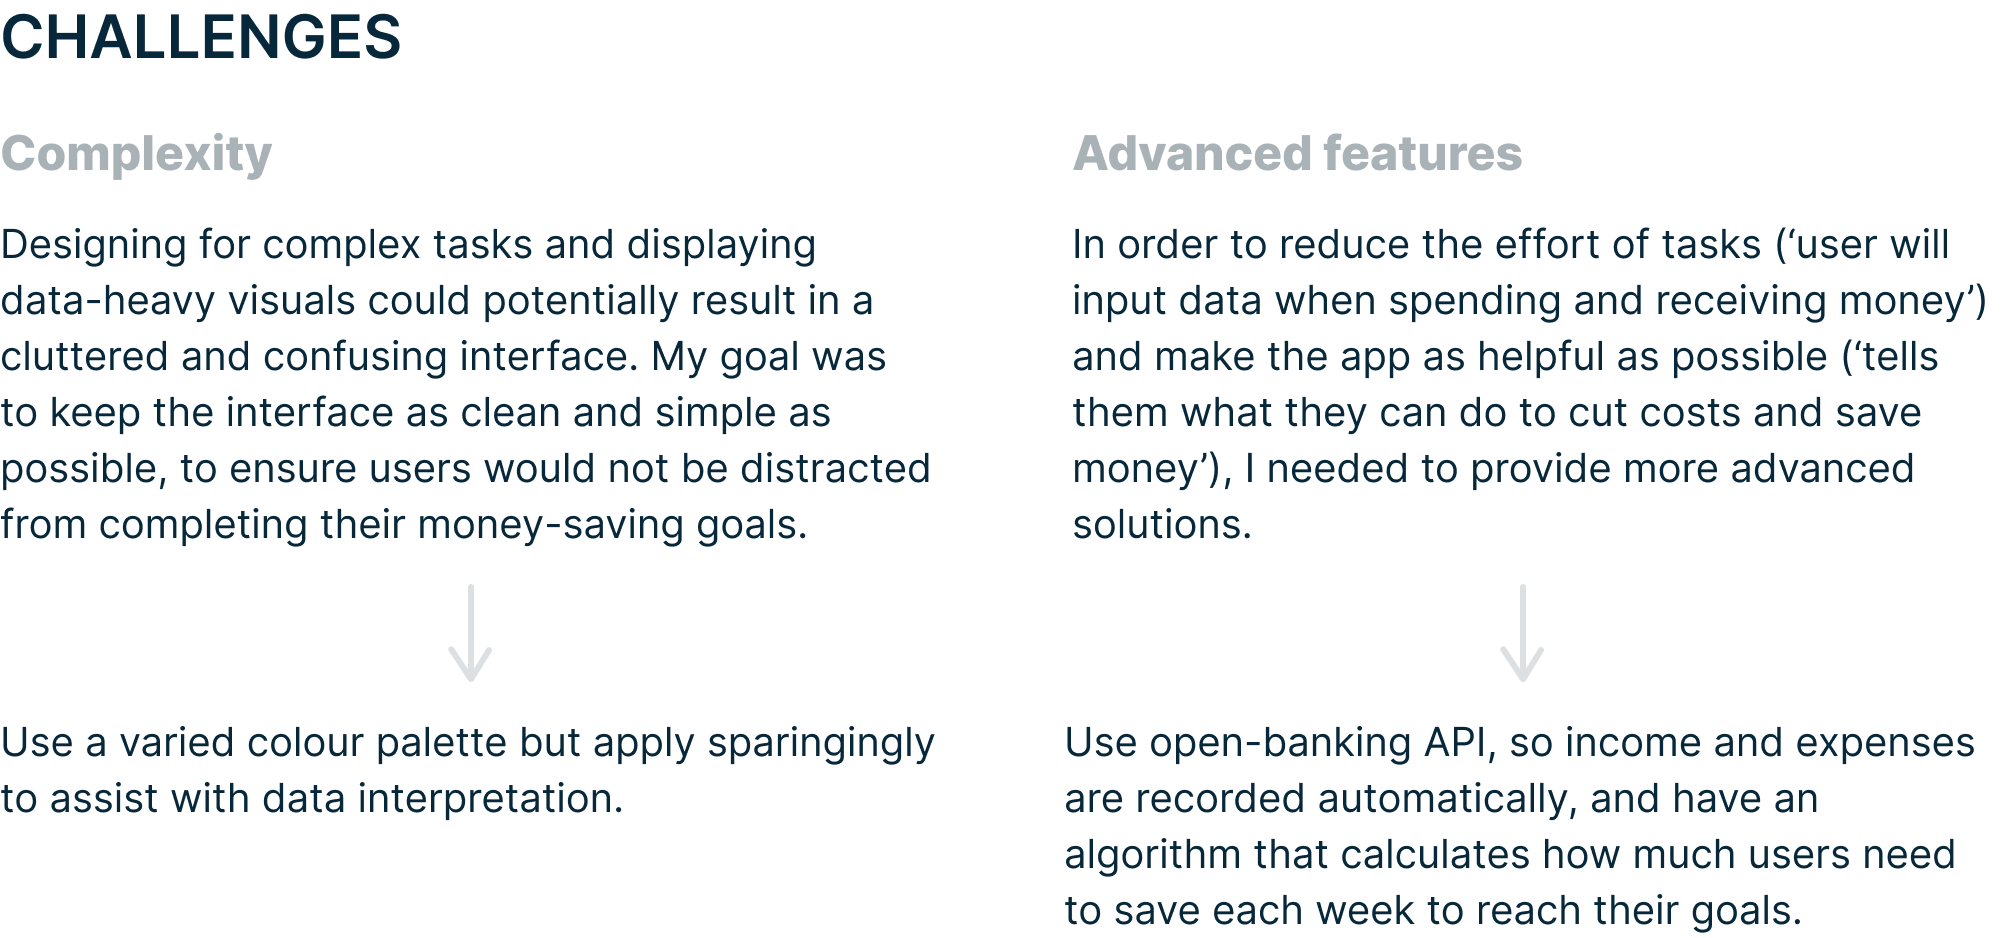 CHALLENGES
Complexity
Designing for complex tasks and displaying
data-heavy visuals could potentially result in a
cluttered and confusing interface. My goal was
to keep the interface as clean and simple as
possible, to ensure users would not be distracted
from completing their money-saving goals.
Use a varied colour palette but apply sparingingly
to assist with data interpretation.
Advanced features
In order to reduce the effort of tasks (‘user will
input data when spending and receiving money’)
and make the app as helpful as possible (‘tells
them what they can do to cut costs and save
money’), I needed to provide more advanced
solutions.
Use open-banking API, so income and expenses
are recorded automatically, and have an
algorithm that calculates how much users need
to save each week to reach their goals.